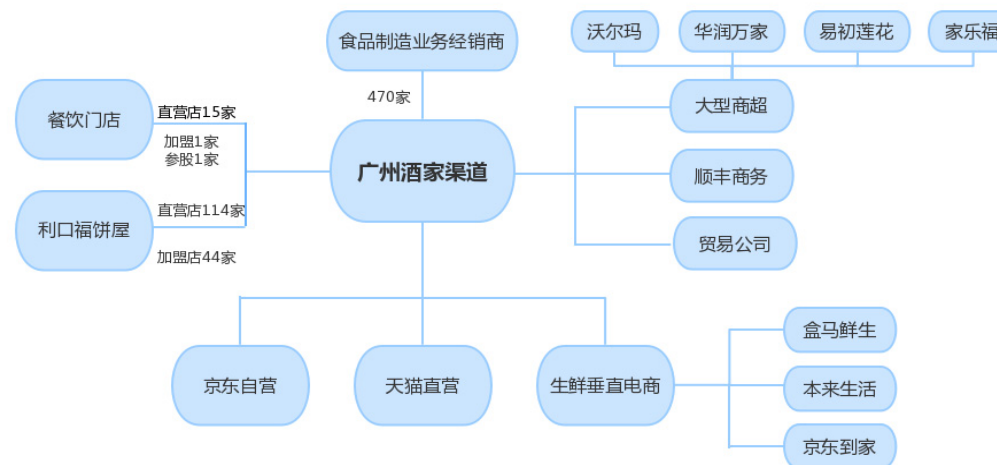 食品制造业务经销商
沃尔玛
华润万家
易初莲花
家乐福
470家
餐饮门店
直营店15家
加盟1家
参股1家
大型商超
广州酒家渠道
顺丰商务
利口福饼屋
直营店114家
加盟店44家
贸易公司
京东自营
天猫直营
生鲜垂直电商
盒马鲜生
本来生活
京东到家